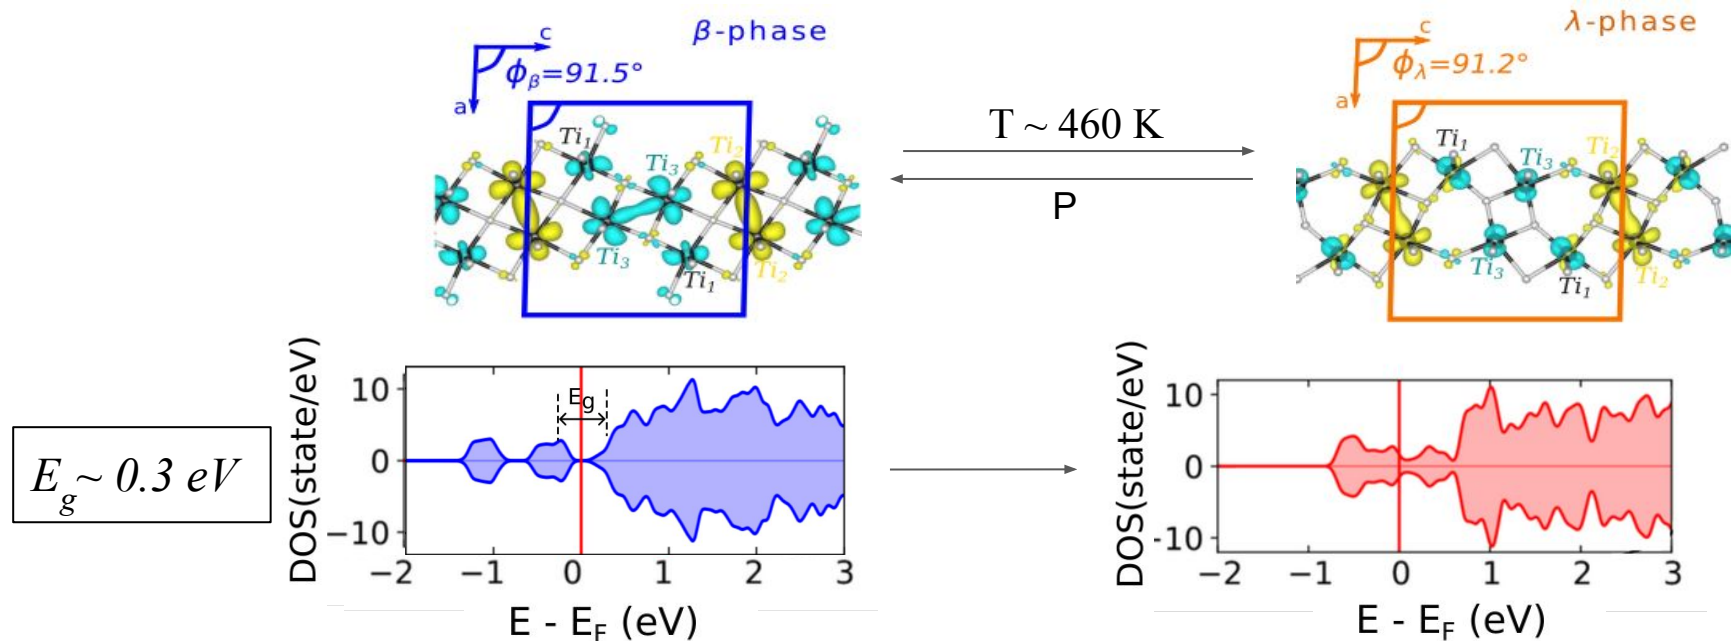 β-phase
c
ϕβ=91.5°
a
Ti1
Ti3
Ti2
Ti3
Ti1
Ti2
T ~ 460 K
P
λ-phase
c
ϕλ=91.2°
a
Ti1
Ti3
Ti2
Ti3
Ti1
Ti2
Eg~ 0.3 eV
DOS(state/eV)
10
0
−10
Eg
−2 −1 0 1 2 3
E - EF (eV)
DOS(state/eV)
10
0
-10
−2 −1 0 1 2 3
E - EF (eV)